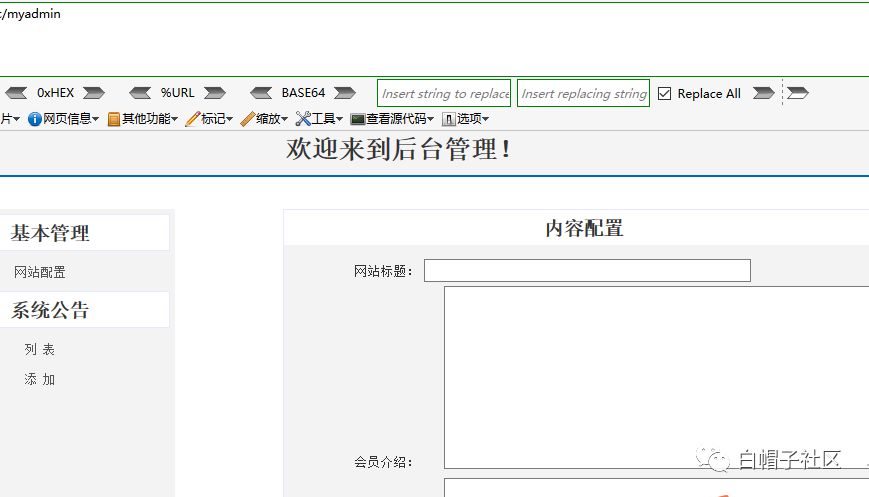 :/myadmin
0xHEX %URL BASE64 Insert string to replace Insert replacing string Replace All
片 网页信息 其他功能 标记 缩放 工具 查看源代码 选项
欢迎来到后台管理！
基本管理
网站配置
系统公告
列 表
添 加
内容配置
网站标题：
会员介绍：
白帽子社区